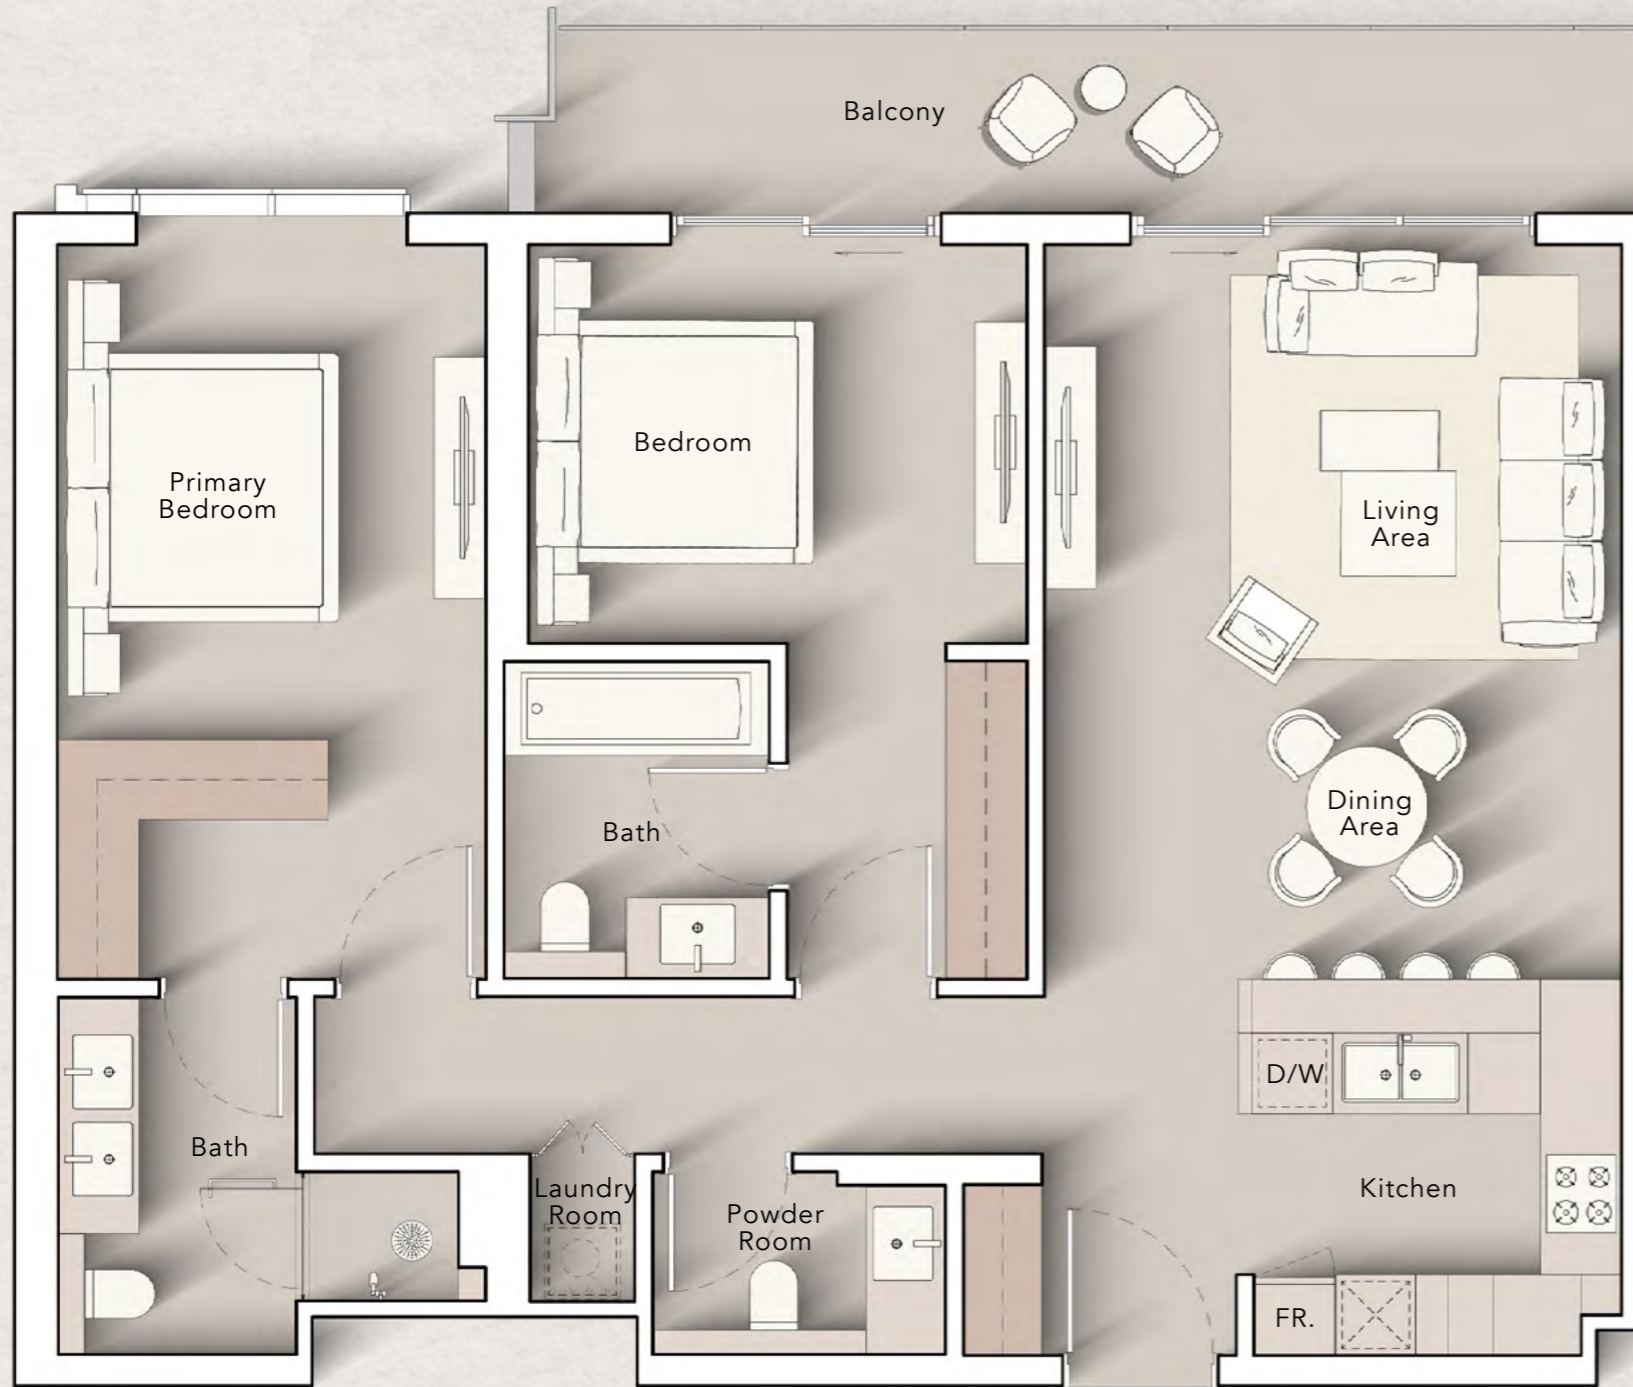 Balcony
Primary
Bedroom
Bedroom
Living
Area
Dining
Area
Bath
D/W
Bath
Laundry
Room
Powder
Room
Kitchen
FR.